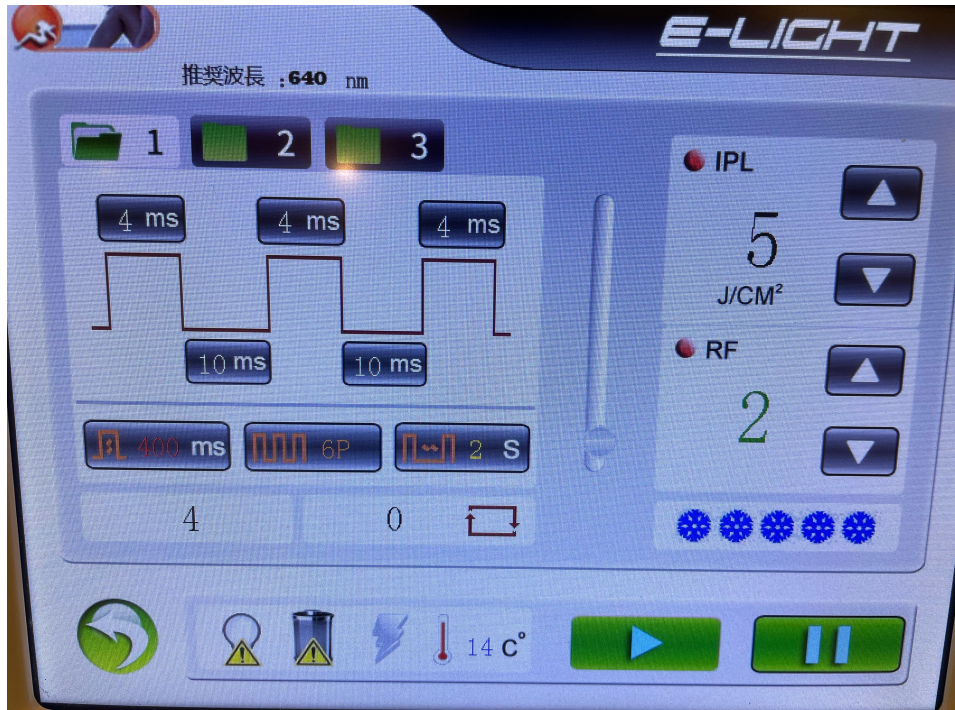 E-LIGHT
推奨波長 :640 nm
1 2 3
IPL
4 ms 4 ms 4 ms
5
J/CM²
10 ms 10 ms
RF
2
400 ms 6P 2 S
4 0
14 C°